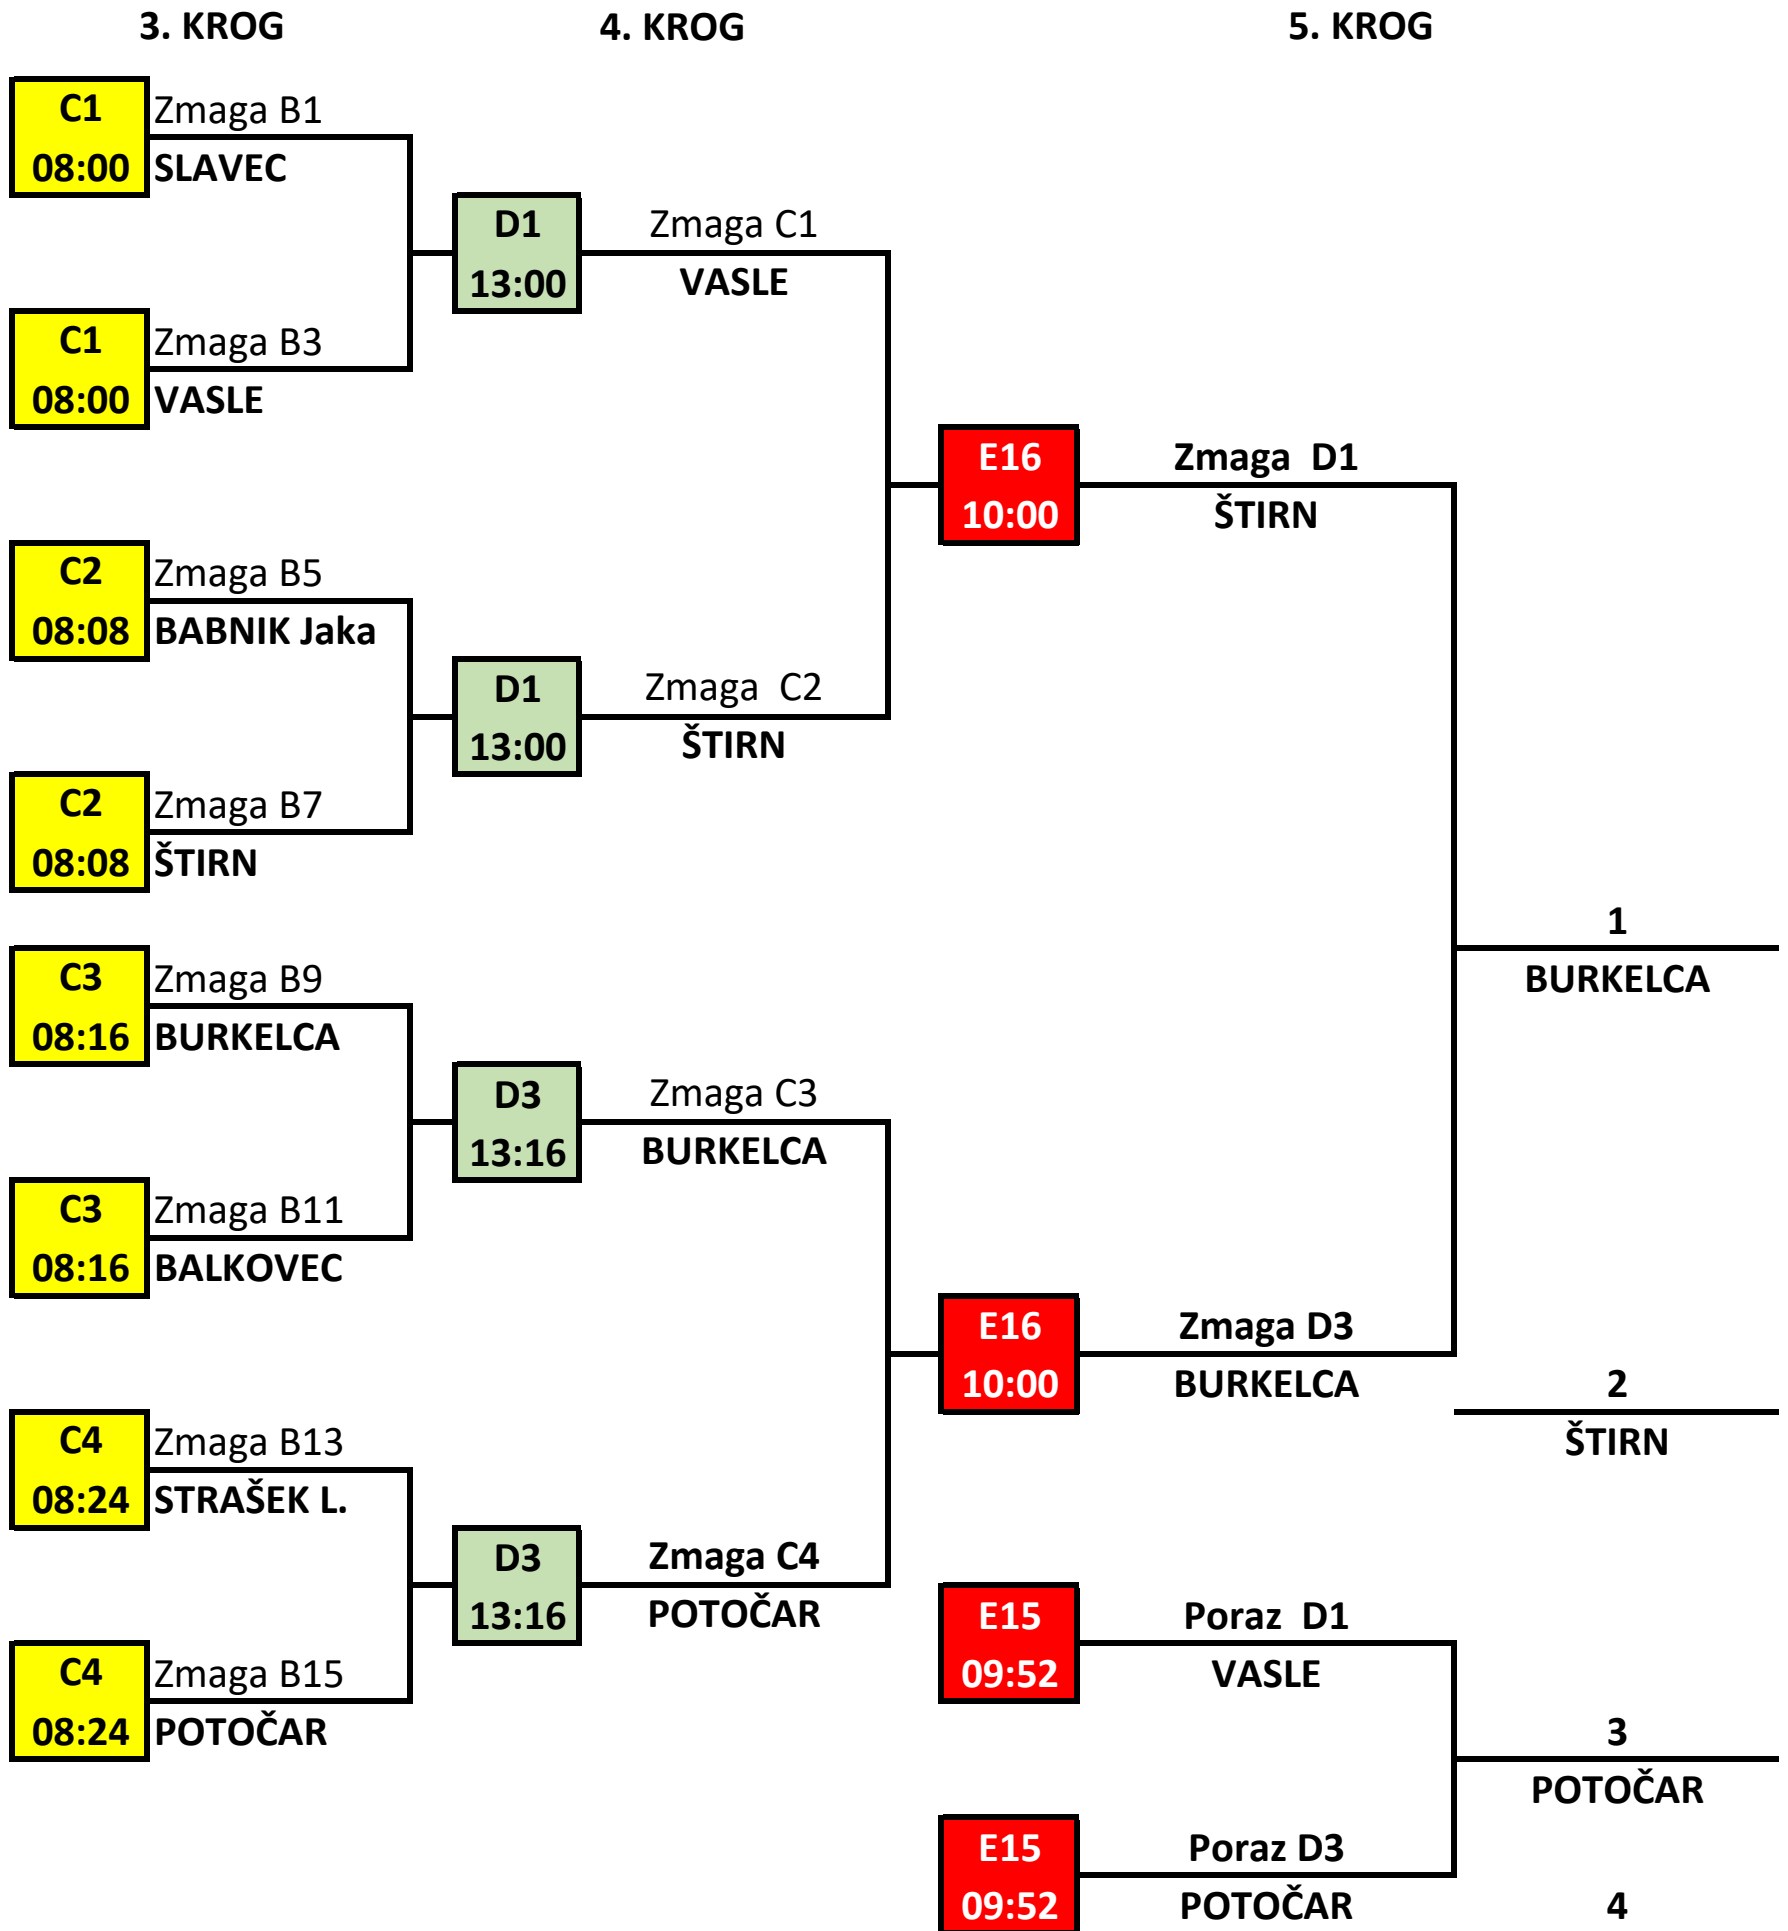 3. KROG
4. KROG
5. KROG
C1
Zmaga B1
08:00
SLAVEC
D1
Zmaga C1
13:00
VASLE
C1
Zmaga B3
08:00
VASLE
E16
Zmaga  D1
10:00
ŠTIRN
C2
Zmaga B5
08:08
BABNIK Jaka
D1
Zmaga  C2
13:00
ŠTIRN
C2
Zmaga B7
08:08
ŠTIRN
1
BURKELCA
C3
Zmaga B9
08:16
BURKELCA
D3
Zmaga C3
13:16
BURKELCA
C3
Zmaga B11
08:16
BALKOVEC
E16
Zmaga D3
10:00
BURKELCA
2
ŠTIRN
C4
Zmaga B13
08:24
STRAŠEK L.
D3
Zmaga C4
13:16
POTOČAR
E15
Poraz  D1
09:52
VASLE
C4
Zmaga B15
08:24
POTOČAR
3
POTOČAR
E15
Poraz D3
09:52
POTOČAR
4